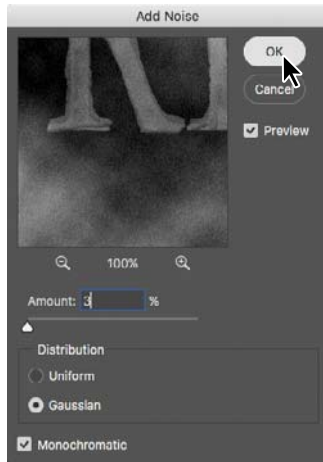 Add Noise
OK
Cancel
Preview
100%
Amount: 3 %
Distribution
Uniform
Gaussian
Monochromatic